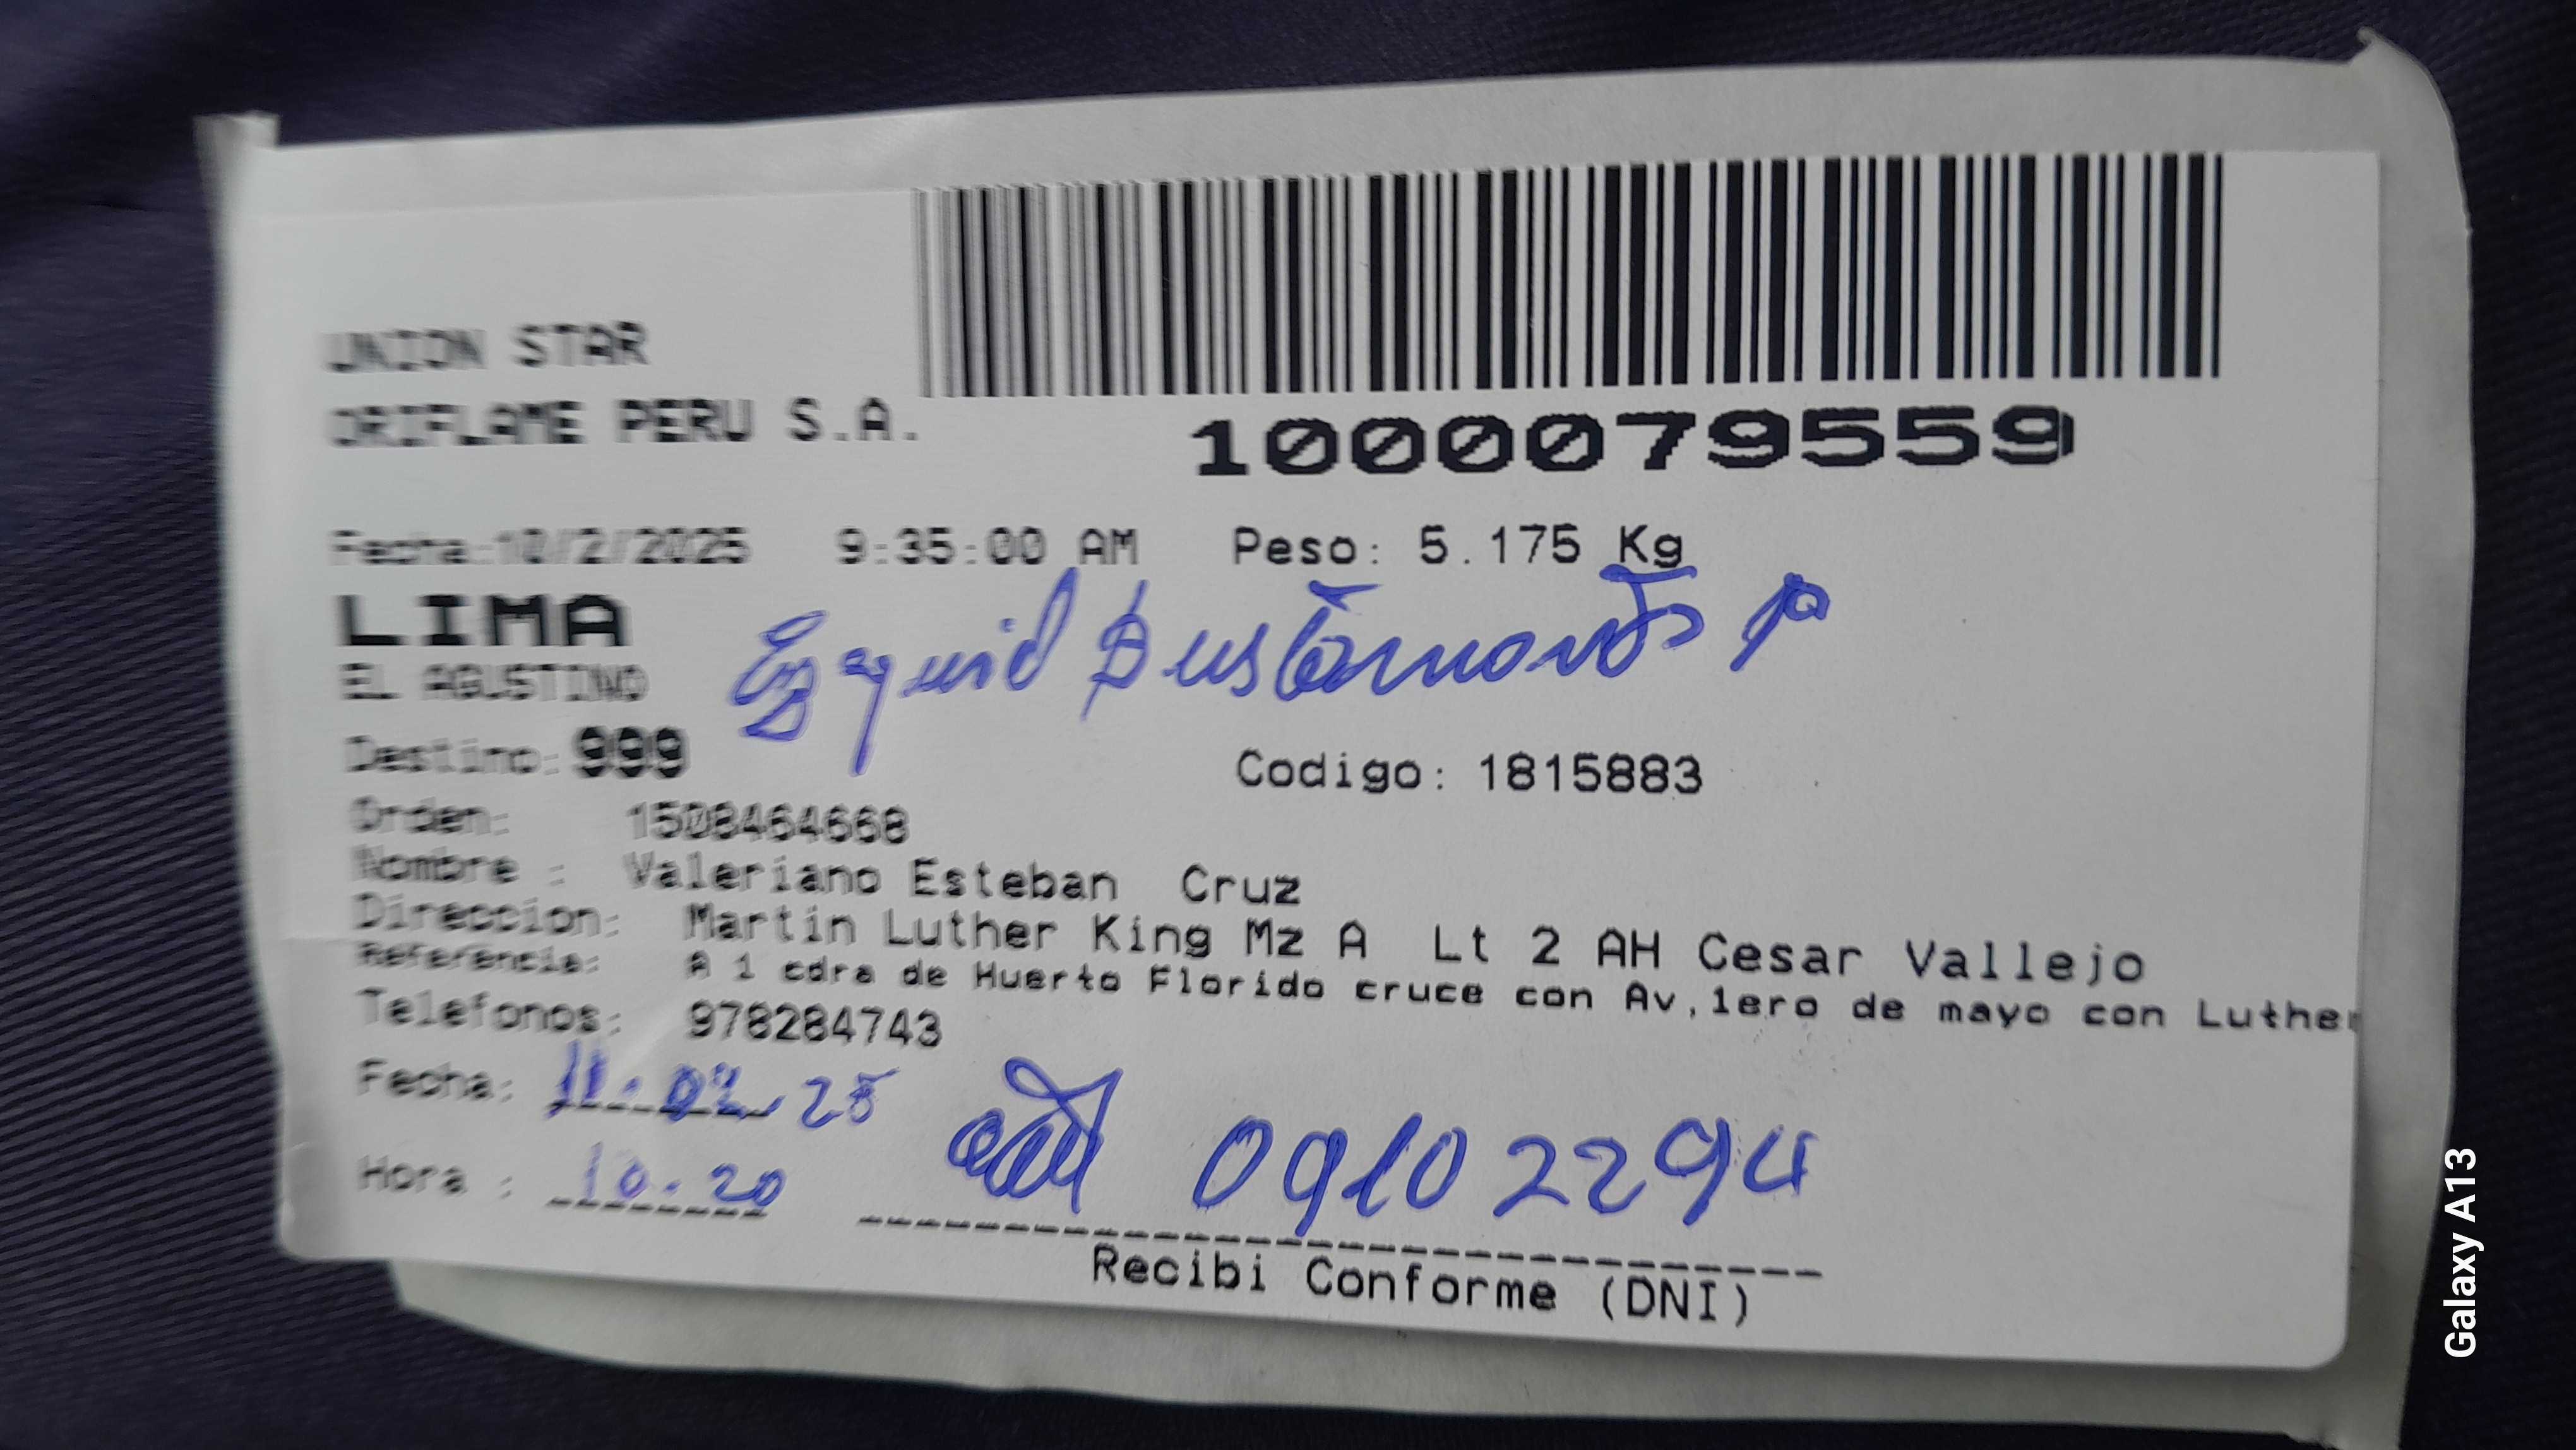 UNION STAR
ORIFLAME PERU S.A.
1000079559
Fecha:10/2/2025 9:35:00 AM Peso: 5.175 Kg
LIMA
EL AGUSTINO
Bustamante P
Destino: 999 Codigo: 1815883
Orden: 1508464668
Nombre : Valeriano Esteban Cruz
Direccion: Martin Luther King Mz A Lt 2 AH Cesar Vallejo
Referencia: A 1 cdra de Huerto Florido cruce con Av,1ero de mayo con Luther
Telefonos: 978284743
Fecha: 11.02.25
Hora : 10.20
09102294
Recibi Conforme (DNI)
Galaxy A13